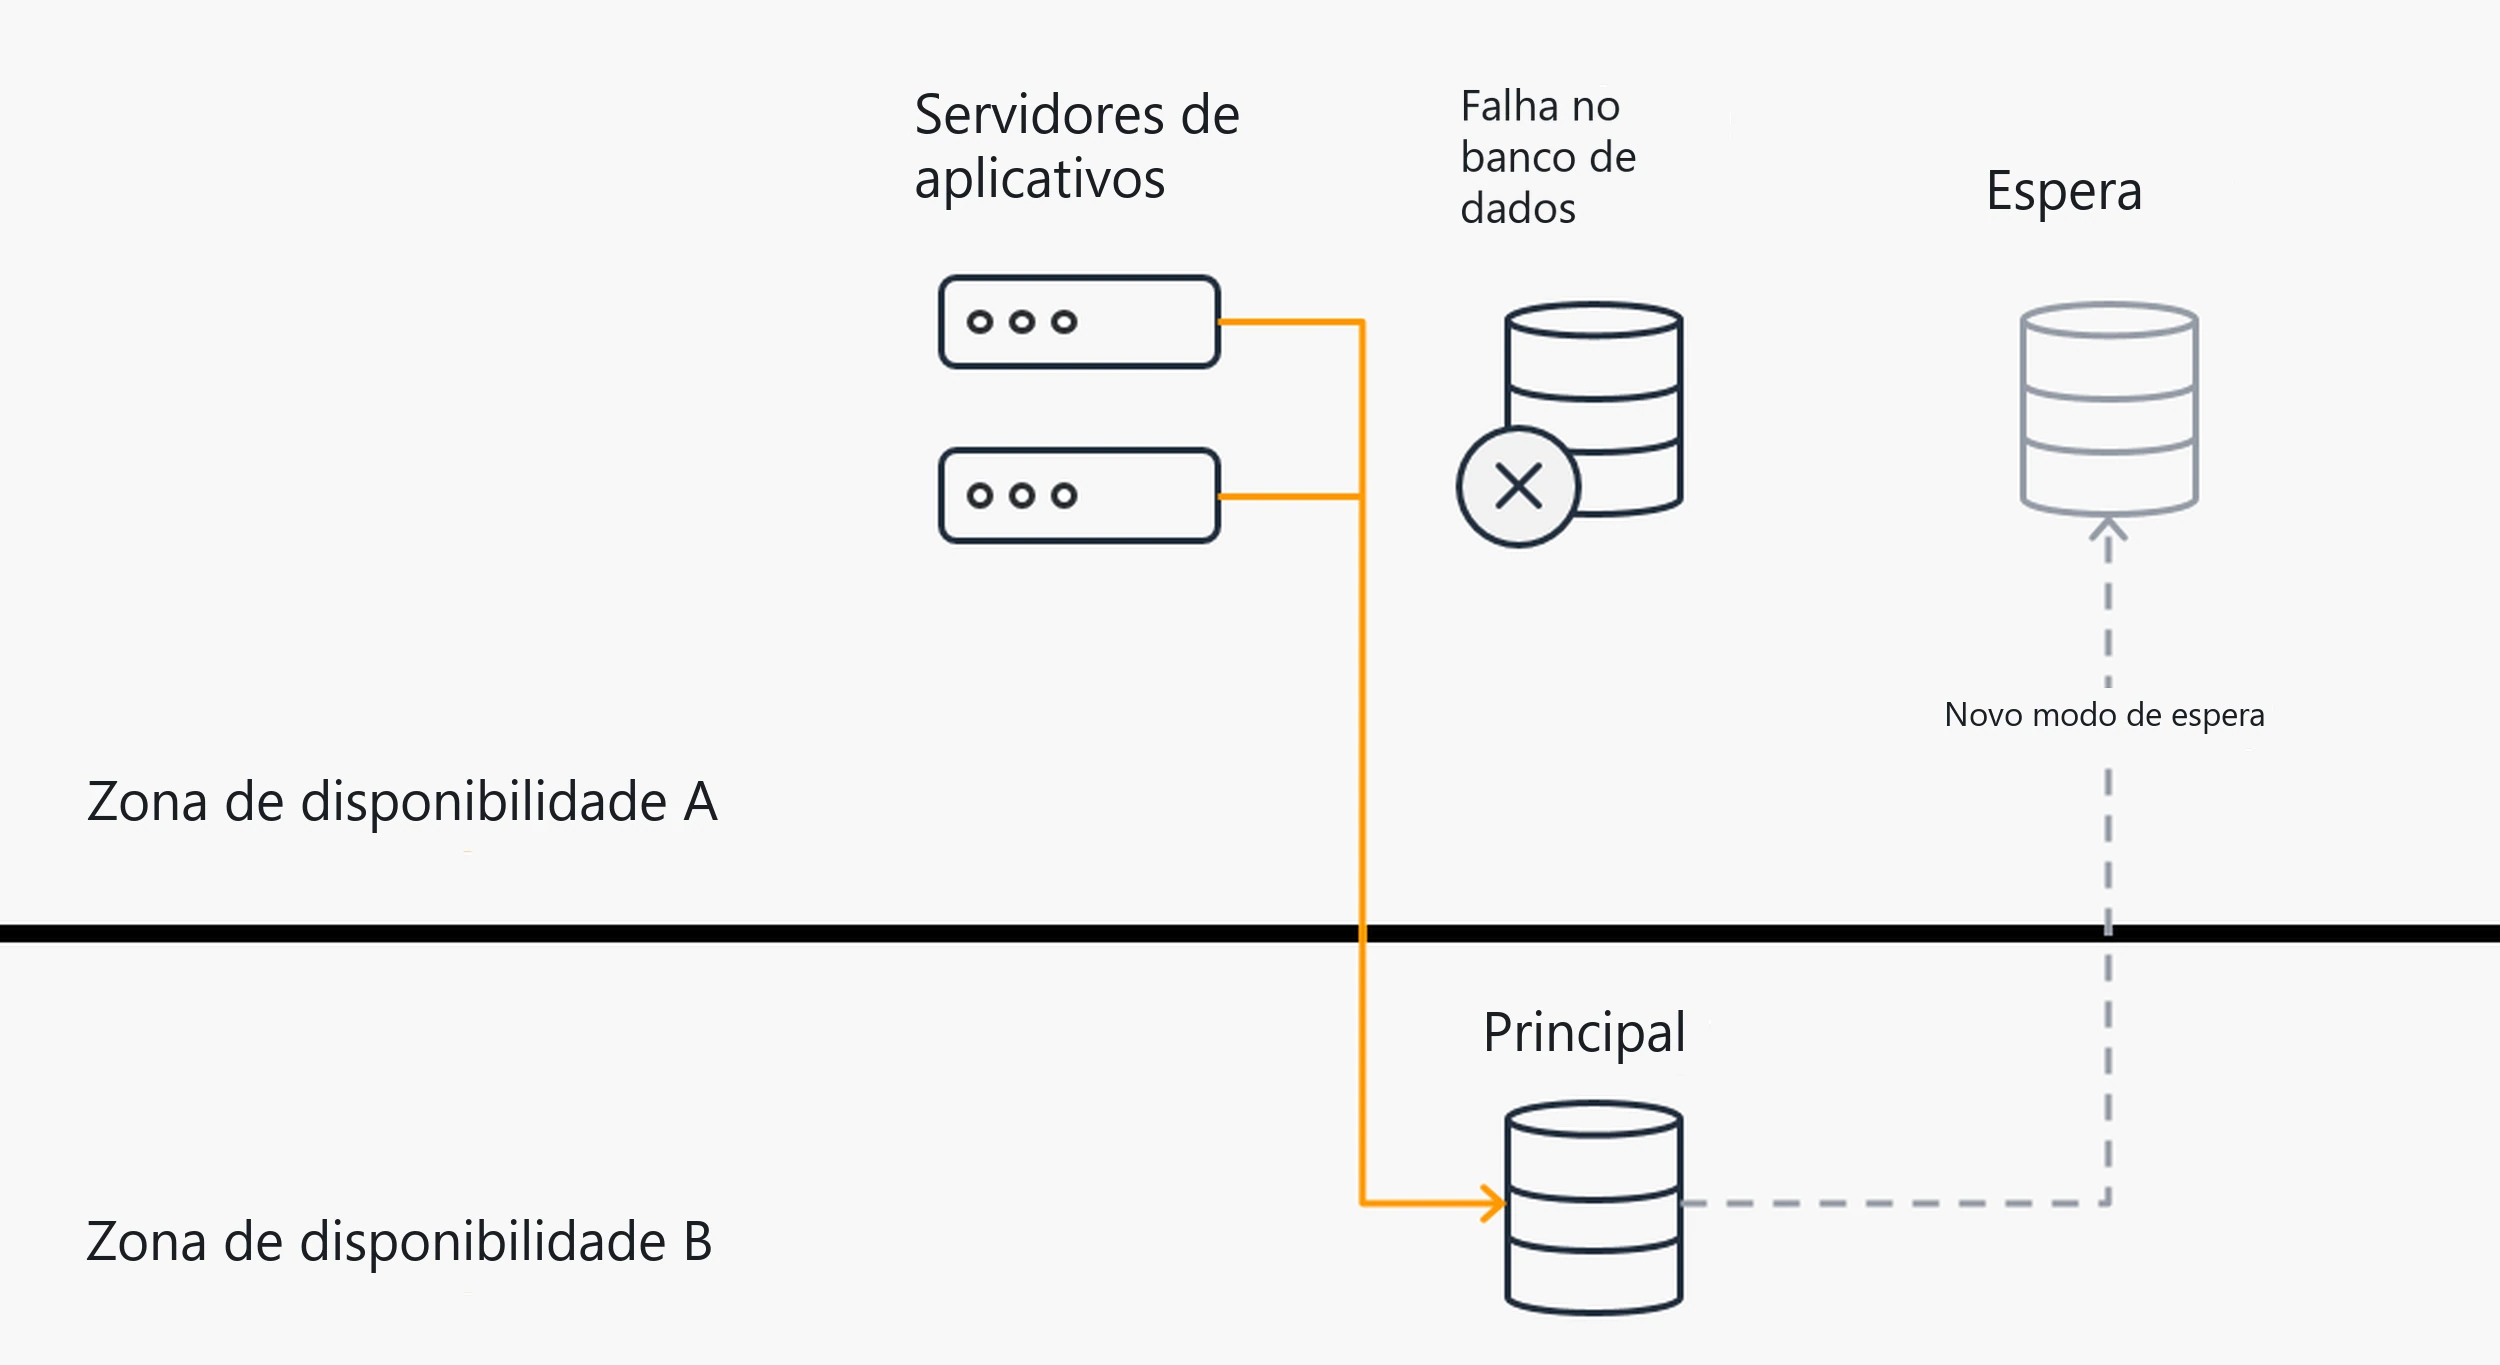 Servidores de
aplicativos
Falha no
banco de
dados
Espera
Novo modo de espera
Zona de disponibilidade A
Principal
Zona de disponibilidade B